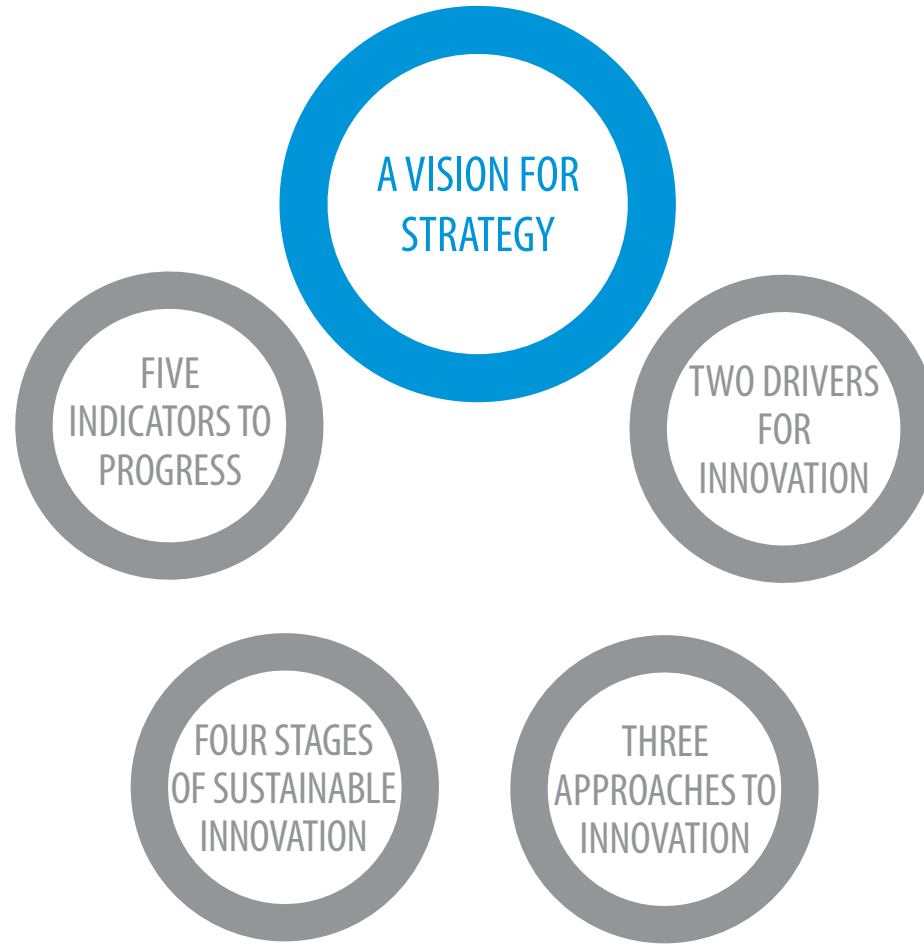 A VISION FOR
STRATEGY
TWO DRIVERS
FOR
INNOVATION
THREE
APPROACHES TO
INNOVATION
FOUR STAGES
OF SUSTAINABLE
INNOVATION
FIVE
INDICATORS TO
PROGRESS